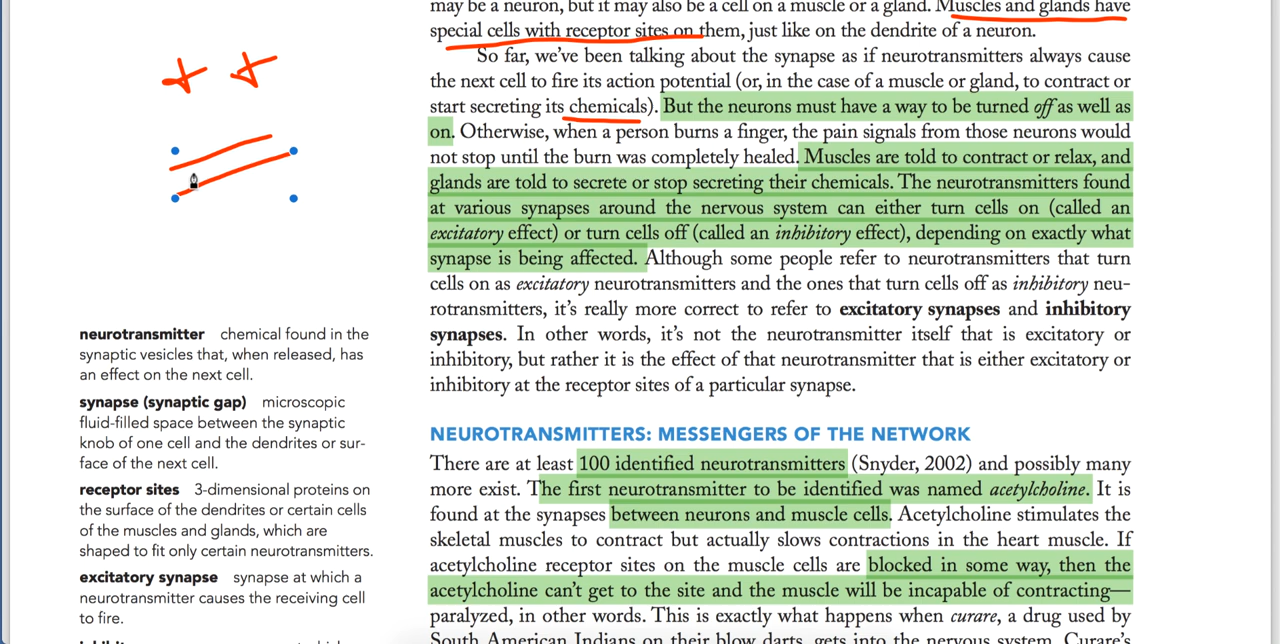 may be a neuron, but it may also be a cell on a muscle or a gland. Muscles and glands have
special cells with receptor sites on them, just like on the dendrite of a neuron.
So far, we've been talking about the synapse as if neurotransmitters always cause
the next cell to fire its action potential (or, in the case of a muscle or gland, to contract or
start secreting its chemicals). But the neurons must have a way to be turned off as well as
on. Otherwise, when a person burns a finger, the pain signals from those neurons would
not stop until the burn was completely healed. Muscles are told to contract or relax, and
glands are told to secrete or stop secreting their chemicals. The neurotransmitters found
at various synapses around the nervous system can either turn cells on (called an
excitatory effect) or turn cells off (called an inhibitory effect), depending on exactly what
synapse is being affected. Although some people refer to neurotransmitters that turn
cells on as excitatory neurotransmitters and the ones that turn cells off as inhibitory neu-
rotransmitters, it's really more correct to refer to excitatory synapses and inhibitory
synapses. In other words, it's not the neurotransmitter itself that is excitatory or
inhibitory, but rather it is the effect of that neurotransmitter that is either excitatory or
inhibitory at the receptor sites of a particular synapse.
NEUROTRANSMITTERS: MESSENGERS OF THE NETWORK
There are at least 100 identified neurotransmitters (Snyder, 2002) and possibly many
more exist. The first neurotransmitter to be identified was named acetylcholine. It is
found at the synapses between neurons and muscle cells. Acetylcholine stimulates the
skeletal muscles to contract but actually slows contractions in the heart muscle. If
acetylcholine receptor sites on the muscle cells are blocked in some way, then the
acetylcholine can't get to the site and the muscle will be incapable of contracting—
paralyzed, in other words. This is exactly what happens when curare, a drug used by
South American Indians on their blow darts, gets into the nervous system. Curare's
neurotransmitter chemical found in the
synaptic vesicles that, when released, has
an effect on the next cell.
synapse (synaptic gap) microscopic
fluid-filled space between the synaptic
knob of one cell and the dendrites or sur-
face of the next cell.
receptor sites 3-dimensional proteins on
the surface of the dendrites or certain cells
of the muscles and glands, which are
shaped to fit only certain neurotransmitters.
excitatory synapse synapse at which a
neurotransmitter causes the receiving cell
to fire.